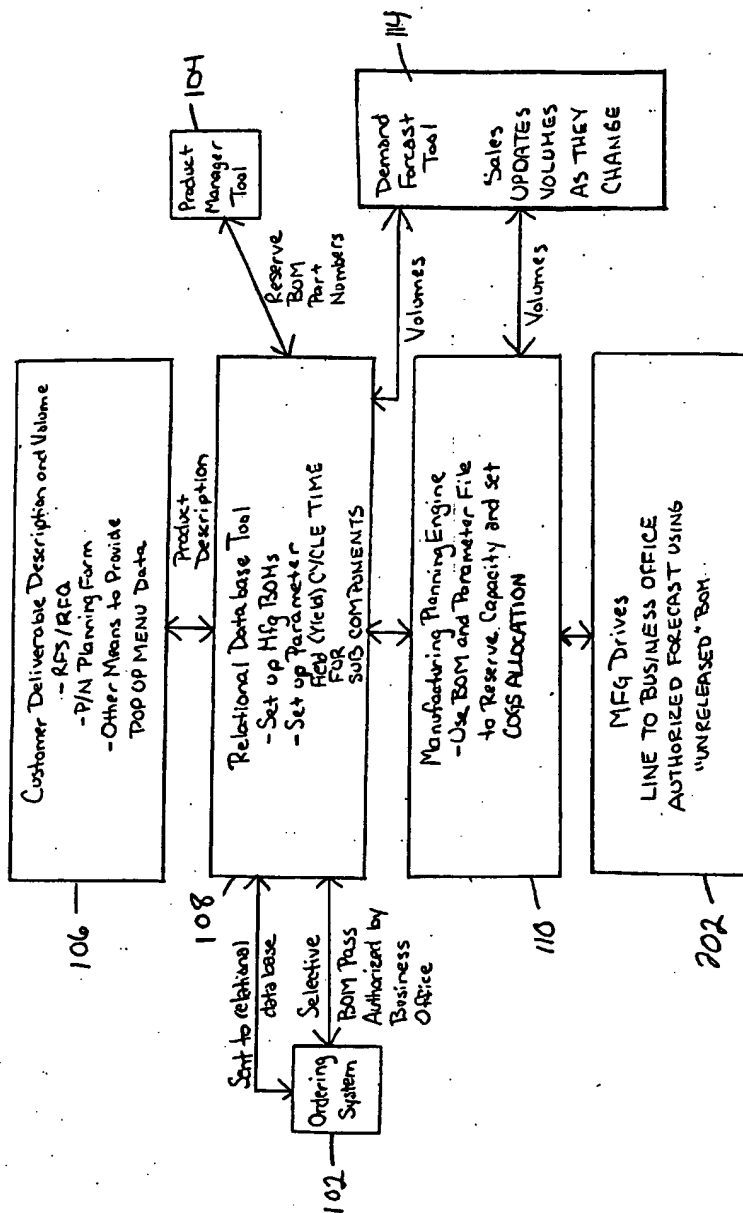 Customer Deliverable Description and Volume
- RFS/RFQ
- P/N Planning Form
- Other Means to Provide
POP UP MENU Data
106
Product
Description
Product
Manager
Tool
104
Reserve
BOM
Part
Numbers
108
Relational Database Tool
- Set up Mfg BOMs
- Set up Parameter
Field (Yield) CYCLE TIME
FOR
SUB COMPONENTS
Sent to relational
database
Selective
BOM Pass
Authorized by
Business
Office
Ordering
System
102
Volumes
Demand
Forcast
Tool
Sales
UPDATES
VOLUMES
AS THEY
CHANGE
114
Volumes
Manufacturing Planning Engine
- Use BOM and Parameter File
to Reserve, Capacity and set
COGS ALLOCATION
110
MFG Drives
LINE TO BUSINESS OFFICE
AUTHORIZED FORECAST USING
"UNRELEASED" BOM.
202